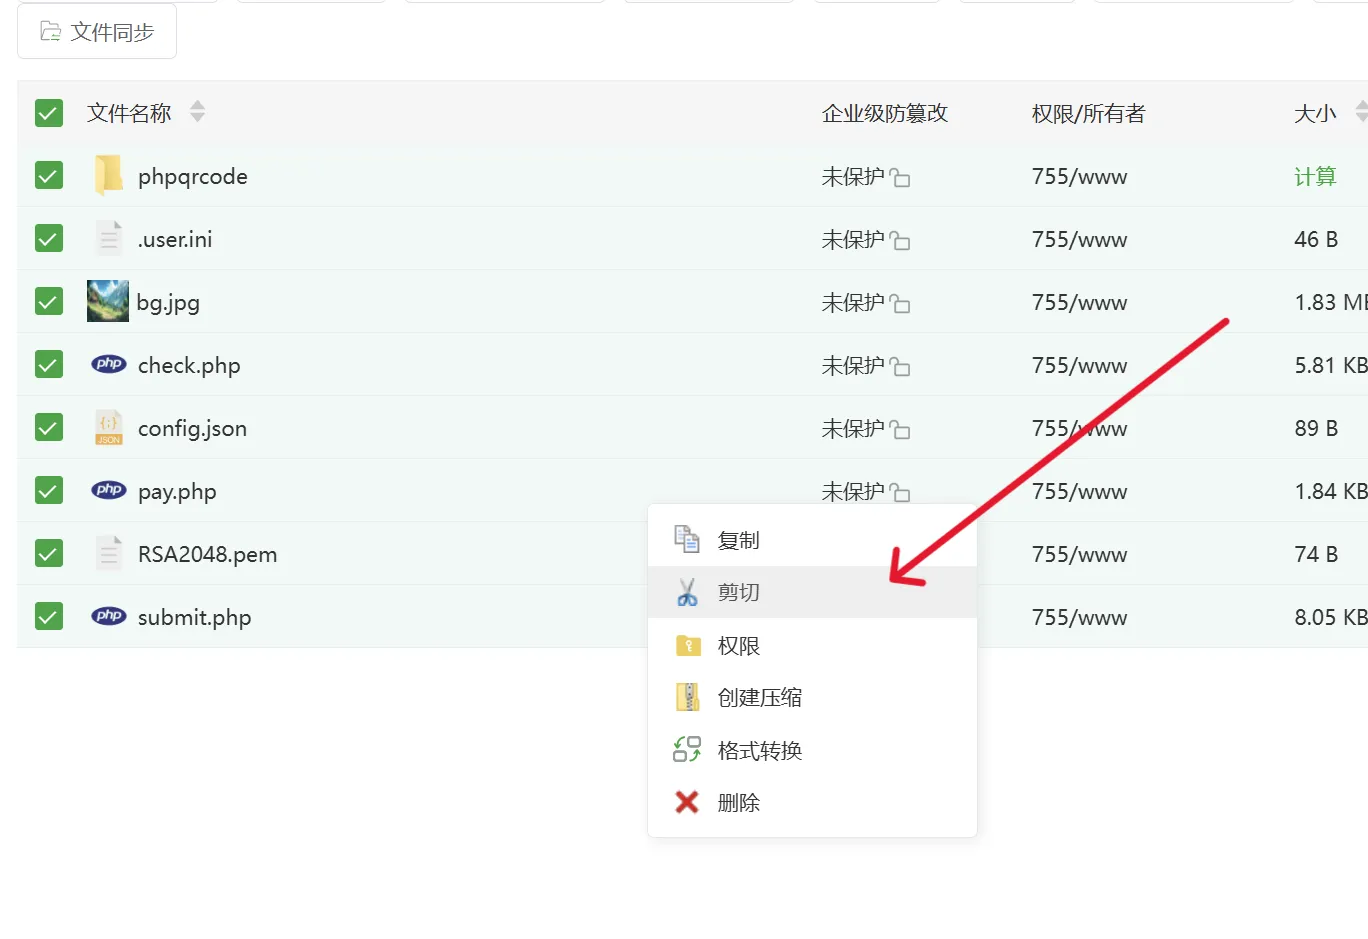 文件同步
文件名称 企业级防篡改 权限/所有者 大小
phpqrcode 未保护 755/www 计算
.user.ini 未保护 755/www 46 B
bg.jpg 未保护 755/www 1.83 MB
php check.php 未保护 755/www 5.81 KB
JSON config.json 未保护 755/www 89 B
php pay.php 未保护 755/www 1.84 KB
RSA2048.pem 755/www 74 B
php submit.php 755/www 8.05 KB
复制
剪切
权限
创建压缩
格式转换
删除